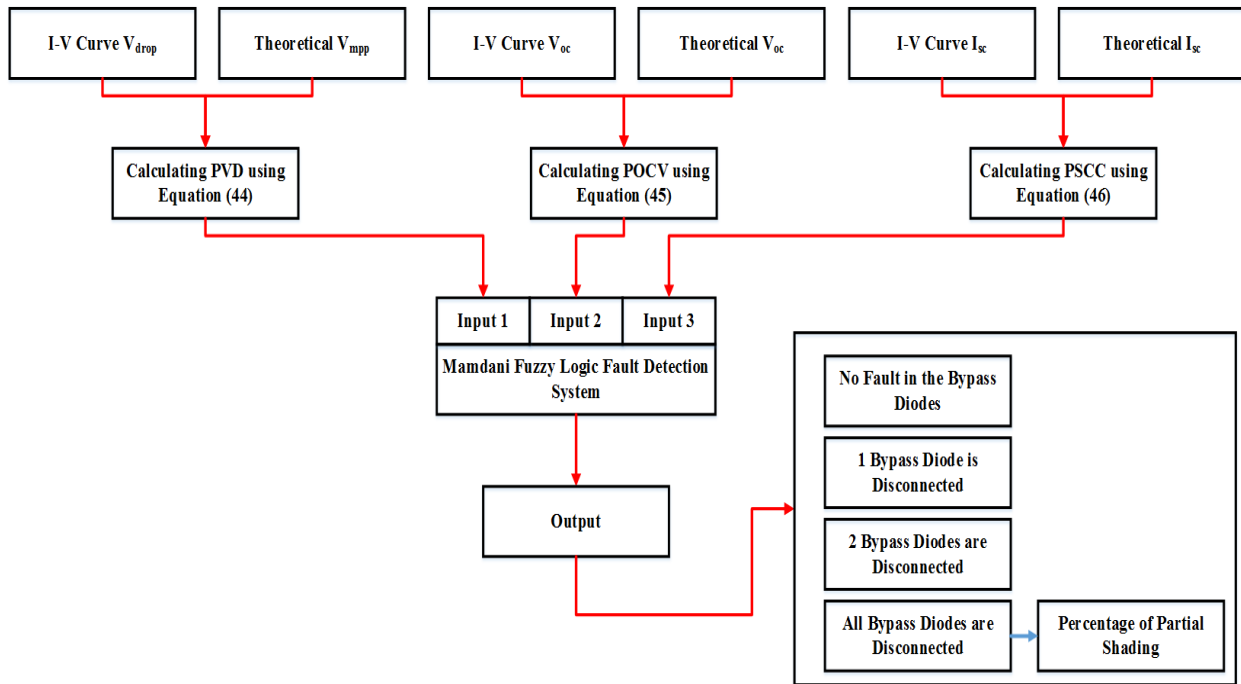 I-V Curve Vdrop
Theoretical Vmpp
I-V Curve Voc
Theoretical Voc
I-V Curve Isc
Theoretical Isc
Calculating PVD using
Equation (44)
Calculating POCV using
Equation (45)
Calculating PSCC using
Equation (46)
Input 1
Input 2
Input 3
Mamdani Fuzzy Logic Fault Detection
System
Output
No Fault in the Bypass
Diodes
1 Bypass Diode is
Disconnected
2 Bypass Diodes are
Disconnected
All Bypass Diodes are
Disconnected
Percentage of Partial
Shading